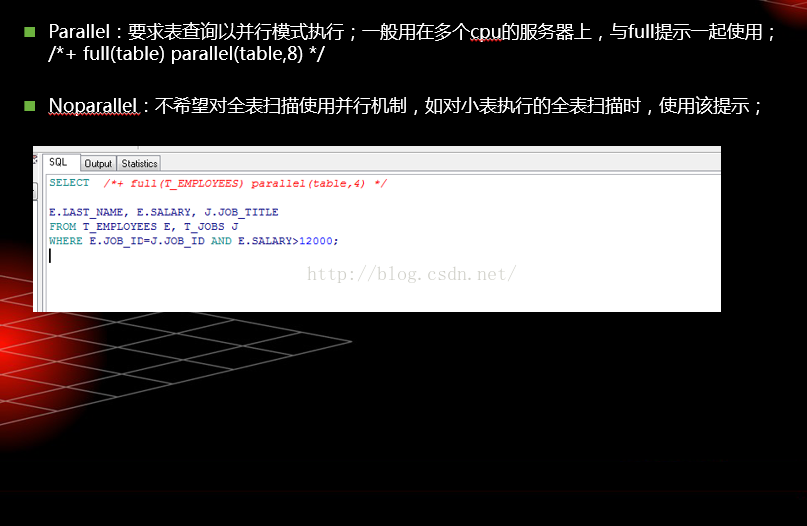 Parallel：要求表查询以并行模式执行；一般用在多个cpu的服务器上，与full提示一起使用；
/*+ full(table) parallel(table,8) */
Noparallel：不希望对全表扫描使用并行机制，如对小表执行的全表扫描时，使用该提示；
SQL Output Statistics
SELECT /*+ full(T_EMPLOYEES) parallel(table,4) */
E.LAST_NAME, E.SALARY, J.JOB_TITLE
FROM T_EMPLOYEES E, T_JOBS J
WHERE E.JOB_ID=J.JOB_ID AND E.SALARY>12000;
http://blog.csdn.net/